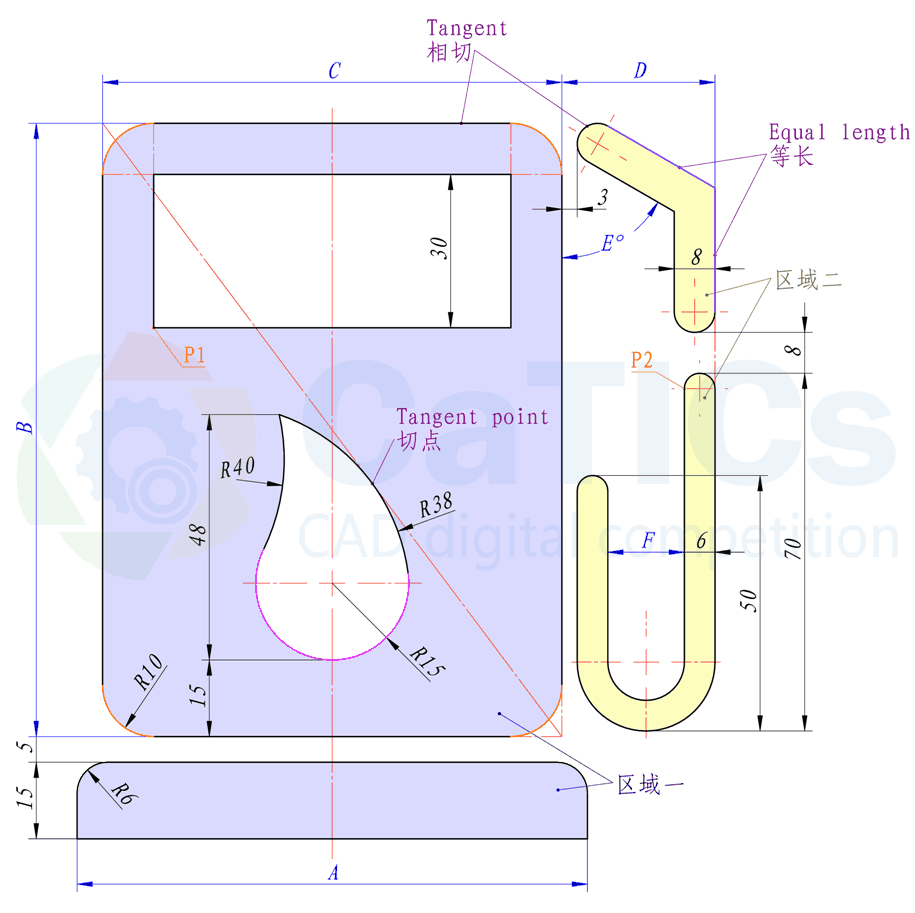 Tangent
相切
C
D
Equal length
等长
3
30
E°
8
区域二
8
P1
P2
B
Tangent point
切点
R40
R38
48
F
6
70
50
R15
R10
15
5
15
R6
区域一
A
CaTICs
CAD digital competition